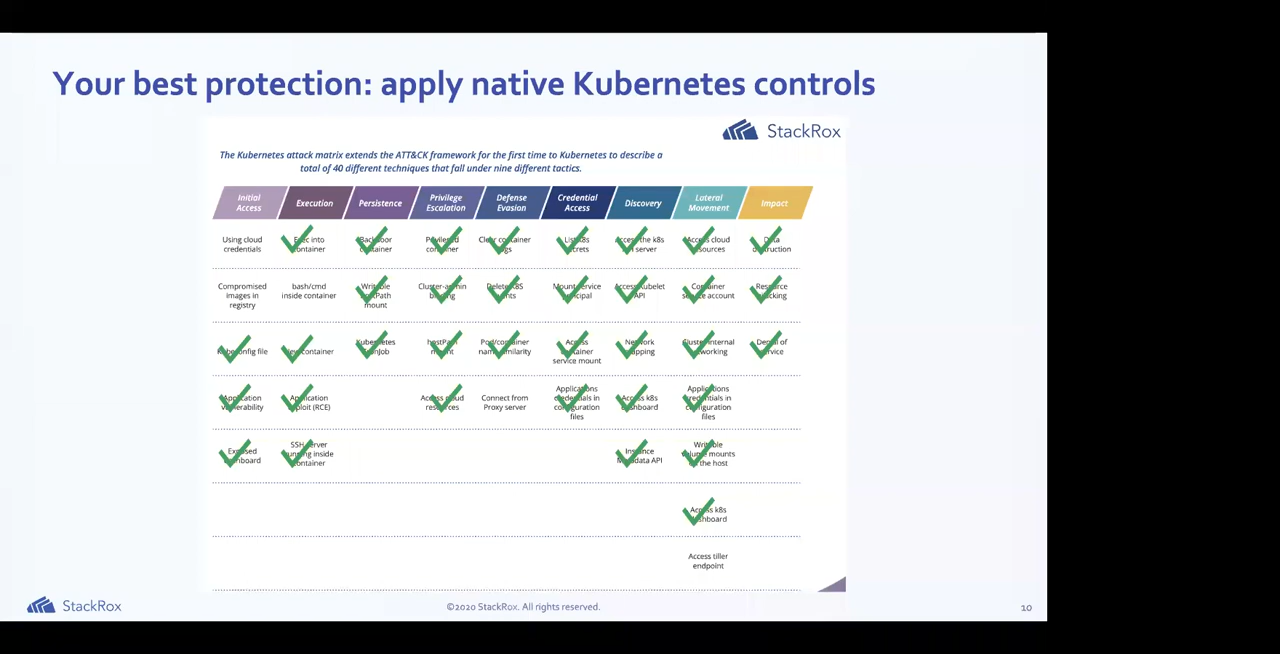 Your best protection: apply native Kubernetes controls
StackRox
The Kubernetes attack matrix extends the ATT&CK framework for the first time to Kubernetes to describe a
total of 40 different techniques that fall under nine different tactics.
Initial Access
Execution
Persistence
Privilege Escalation
Defense Evasion
Credential Access
Discovery
Lateral Movement
Impact
Using cloud
credentials
Exec into
container
Backdoor
container
Privileged
container
Clear container
logs
List k8s
secrets
Access the k8s
API server
Access cloud
resources
Data
destruction
Compromised
images in
registry
bash/cmd
inside container
Writable
hostPath
mount
Cluster-admin
binding
Delete K8S
events
Mount service
principal
Access Kubelet
API
Container
service account
Resource
hijacking
Kubeconfig file
New container
Kubernetes
CronJob
hostPath
mount
Pod/container
name similarity
Access
container
service mount
Network
mapping
Cluster internal
networking
Denial of
service
Application
vulnerability
Application
exploit (RCE)
Access cloud
resources
Connect from
Proxy server
Applications
credentials in
configuration
files
Access k8s
dashboard
Applications
credentials in
configuration
files
Exposed
dashboard
SSH server
running inside
container
Instance
Metadata API
Writable
volume mounts
on the host
Access k8s
dashboard
Access tiller
endpoint
StackRox
©2020 StackRox. All rights reserved.
10